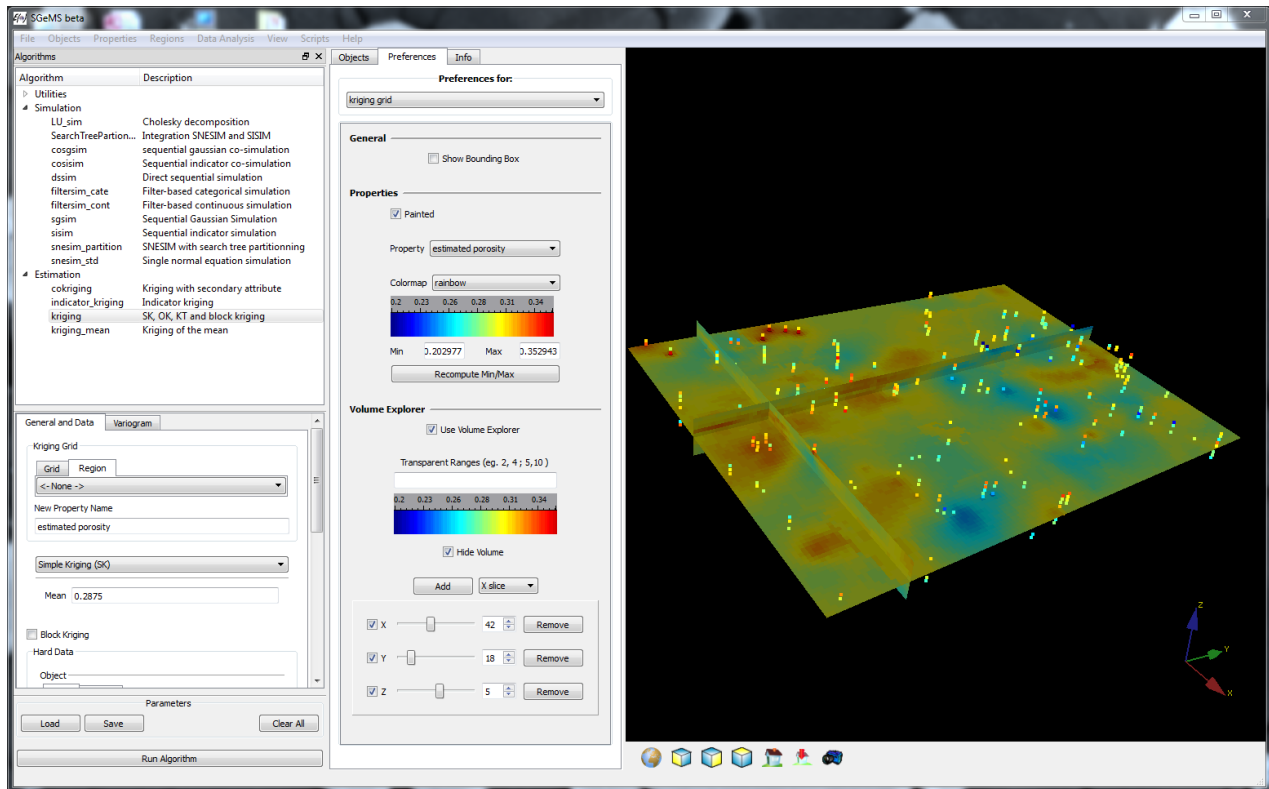 SGeMS beta
File Objects Properties Regions Data Analysis View Scripts Help
Algorithms
Algorithm Description
Utilities
Simulation
LU_sim Cholesky decomposition
SearchTreePartion... Integration SNESIM and SISIM
cosgsim sequential gaussian co-simulation
cosisim Sequential indicator co-simulation
dssim Direct sequential simulation
filtersim_cate Filter-based categorical simulation
filtersim_cont Filter-based continuous simulation
sgsim Sequential Gaussian Simulation
sisim Sequential indicator simulation
snesim_partition SNESIM with search tree partitionning
snesim_std Single normal equation simulation
Estimation
cokriging Kriging with secondary attribute
indicator_kriging Indicator kriging
kriging SK, OK, KT and block kriging
kriging_mean Kriging of the mean
General and Data Variogram
Kriging Grid
Grid Region
<- None ->
New Property Name
estimated porosity
Simple Kriging (SK)
Mean 0.2875
Block Kriging
Hard Data
Object
Parameters
Load Save Clear All
Run Algorithm
Objects Preferences Info
Preferences for:
kriging grid
General
Show Bounding Box
Properties
Painted
Property estimated porosity
Colormap rainbow
0.2 0.23 0.26 0.28 0.31 0.34
Min 0.202977 Max 0.352943
Recompute Min/Max
Volume Explorer
Use Volume Explorer
Transparent Ranges (eg. 2, 4 ; 5,10 )
0.2 0.23 0.26 0.28 0.31 0.34
Hide Volume
Add X slice
X 42 Remove
Y 18 Remove
Z 5 Remove
Z
Y
X